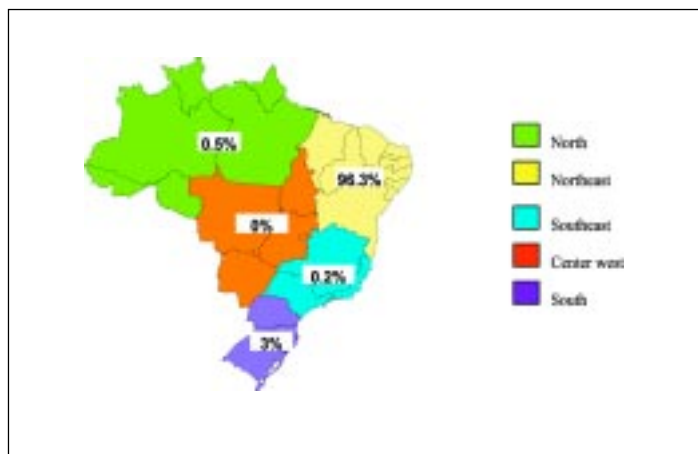 0.5%
96.3%
0%
0.2%
3%
North
Northeast
Southeast
Center west
South